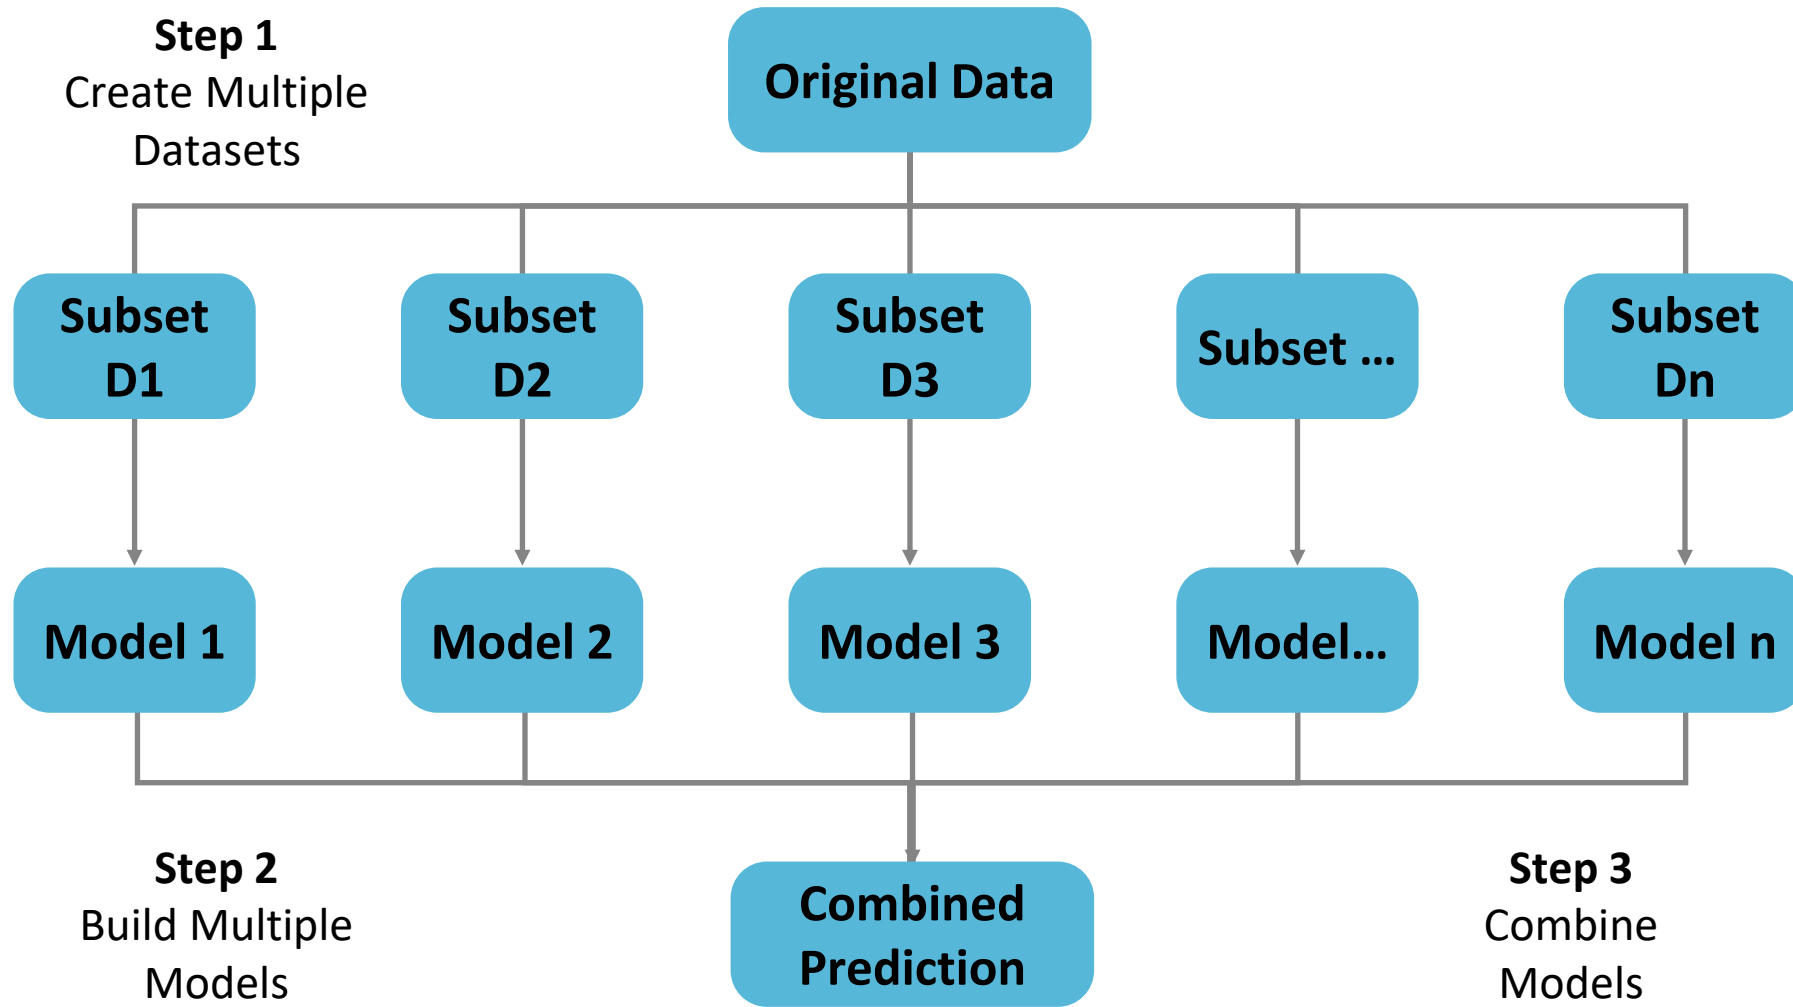 Step 1
Create Multiple
Datasets
Original Data
Subset
D1
Subset
D2
Subset
D3
Subset ...
Subset
Dn
Model 1
Model 2
Model 3
Model...
Model n
Step 2
Build Multiple
Models
Combined
Prediction
Step 3
Combine
Models